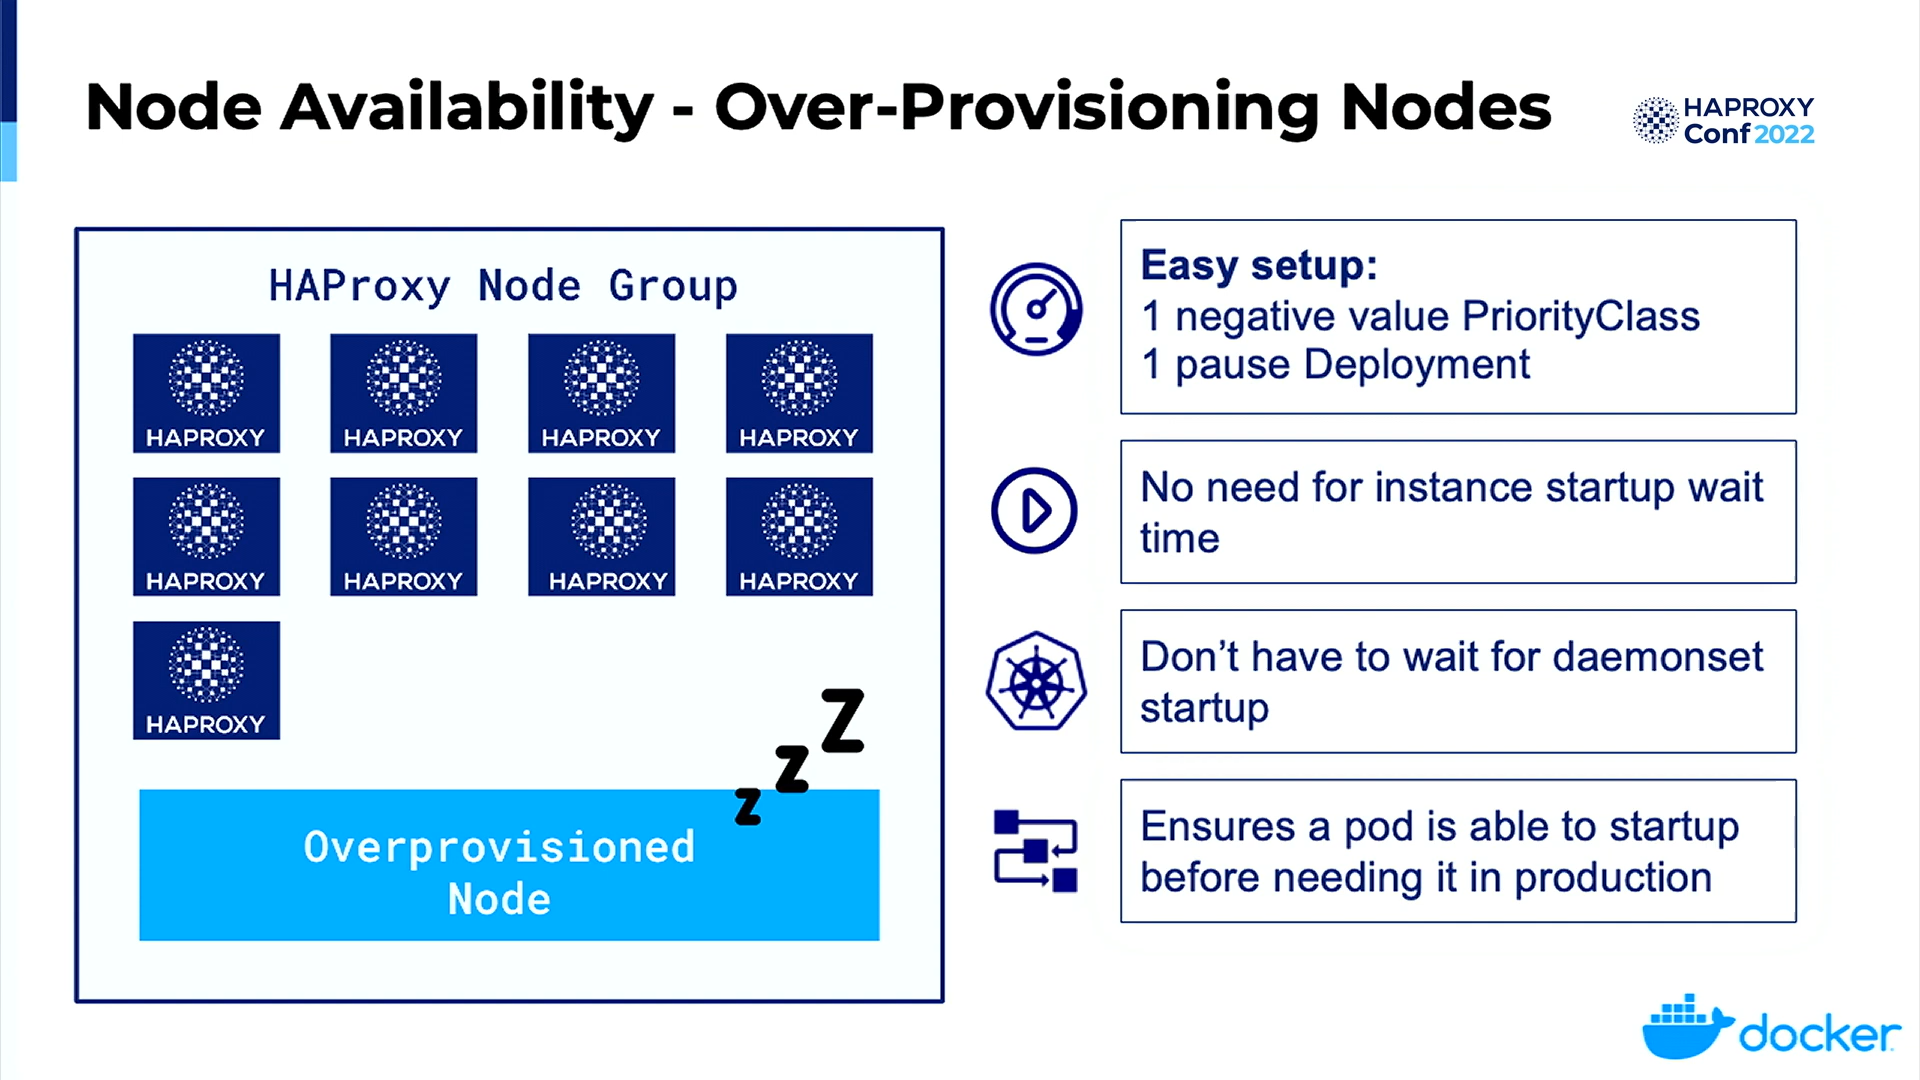 Node Availability - Over-Provisioning Nodes
HAPROXY
Conf 2022
HAProxy Node Group
HAPROXY HAPROXY HAPROXY HAPROXY
HAPROXY HAPROXY HAPROXY HAPROXY
HAPROXY
z z Z
Overprovisioned
Node
Easy setup:
1 negative value PriorityClass
1 pause Deployment
No need for instance startup wait
time
Don’t have to wait for daemonset
startup
Ensures a pod is able to startup
before needing it in production
docker